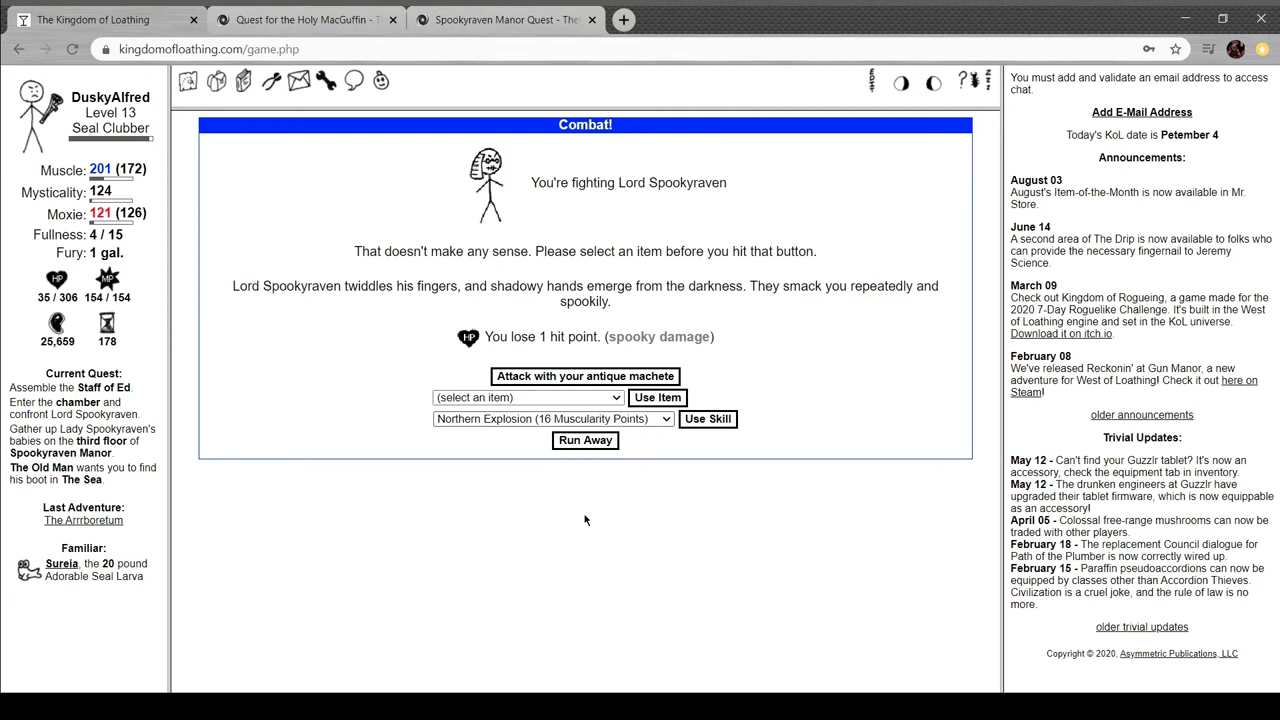 The Kingdom of Loathing
Quest for the Holy MacGuffin - T
Spookyraven Manor Quest - The
kingdomofloathing.com/game.php
DuskyAlfred
Level 13
Seal Clubber
Muscle: 201 (172)
Mysticality: 124
Moxie: 121 (126)
Fullness: 4 / 15
Fury: 1 gal.
HP
MP
35 / 306
154 / 154
25,659
178
Current Quest:
Assemble the Staff of Ed.
Enter the chamber and
confront Lord Spookyraven.
Gather up Lady Spookyraven's
babies on the third floor of
Spookyraven Manor.
The Old Man wants you to find
his boot in The Sea.
Last Adventure:
The Arrrboretum
Familiar:
Sureia, the 20 pound
Adorable Seal Larva
Combat!
You're fighting Lord Spookyraven
That doesn't make any sense. Please select an item before you hit that button.
Lord Spookyraven twiddles his fingers, and shadowy hands emerge from the darkness. They smack you repeatedly and
spookily.
HP You lose 1 hit point. (spooky damage)
Attack with your antique machete
(select an item) Use Item
Northern Explosion (16 Muscularity Points) Use Skill
Run Away
You must add and validate an email address to access
chat.
Add E-Mail Address
Today's KoL date is Petember 4
Announcements:
August 03
August's Item-of-the-Month is now available in Mr.
Store.
June 14
A second area of The Drip is now available to folks who
can provide the necessary fingernail to Jeremy
Science.
March 09
Check out Kingdom of Rogueing, a game made for the
2020 7-Day Roguelike Challenge. It's built in the West
of Loathing engine and set in the KoL universe.
Download it on itch.io.
February 08
We've released Reckonin' at Gun Manor, a new
adventure for West of Loathing! Check it out here on
Steam!
older announcements
Trivial Updates:
May 12 - Can't find your Guzzlr tablet? It's now an
accessory, check the equipment tab in inventory.
May 12 - The drunken engineers at Guzzlr have
upgraded their tablet firmware, which is now equippable
as an accessory!
April 05 - Colossal free-range mushrooms can now be
traded with other players.
February 18 - The replacement Council dialogue for
Path of the Plumber is now correctly wired up.
February 15 - Paraffin pseudoaccordions can now be
equipped by classes other than Accordion Thieves.
Civilization is a cruel joke, and the rule of law is no
more.
older trivial updates
Copyright © 2020, Asymmetric Publications, LLC